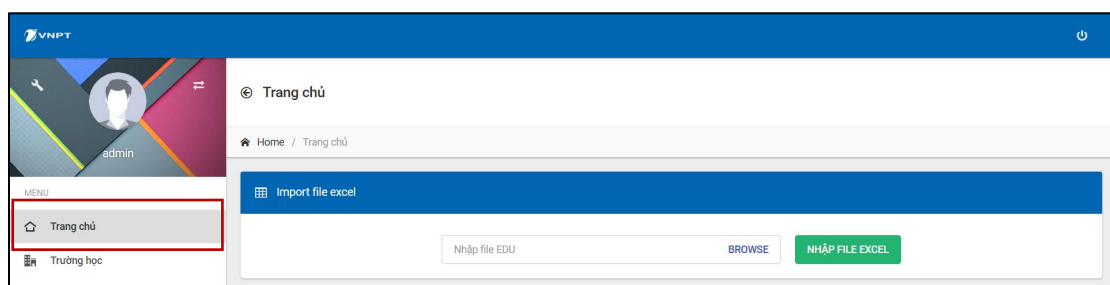 VNPT
Trang chủ
Home / Trang chủ
admin
MENU
Import file excel
Trang chủ
Nhập file EDU BROWSE NHẬP FILE EXCEL
Trường học